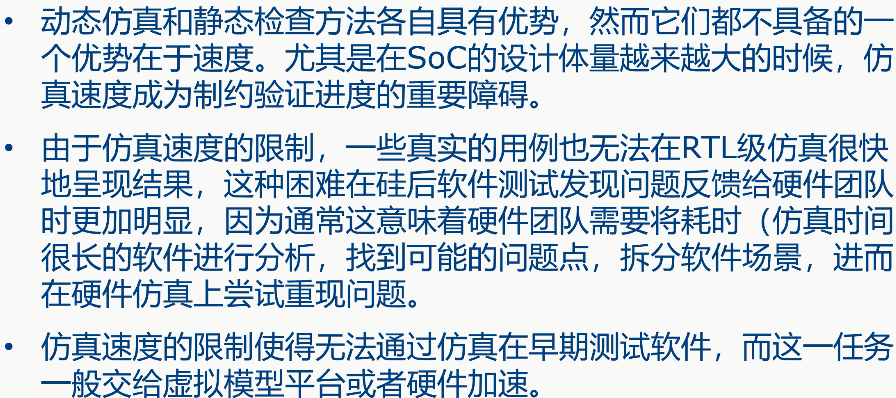 • 动态仿真和静态检查方法各自具有优势，然而它们都不具备的一
个优势在于速度。尤其是在SoC的设计体量越来越大的时候，仿
真速度成为制约验证进度的重要障碍。
• 由于仿真速度的限制，一些真实的用例也无法在RTL级仿真很快
地呈现结果，这种困难在硅后软件测试发现问题反馈给硬件团队
时更加明显，因为通常这意味着硬件团队需要将耗时（仿真时间
很长的软件进行分析，找到可能的问题点，拆分软件场景，进而
在硬件仿真上尝试重现问题。
• 仿真速度的限制使得无法通过仿真在早期测试软件，而这一任务
一般交给虚拟模型平台或者硬件加速。